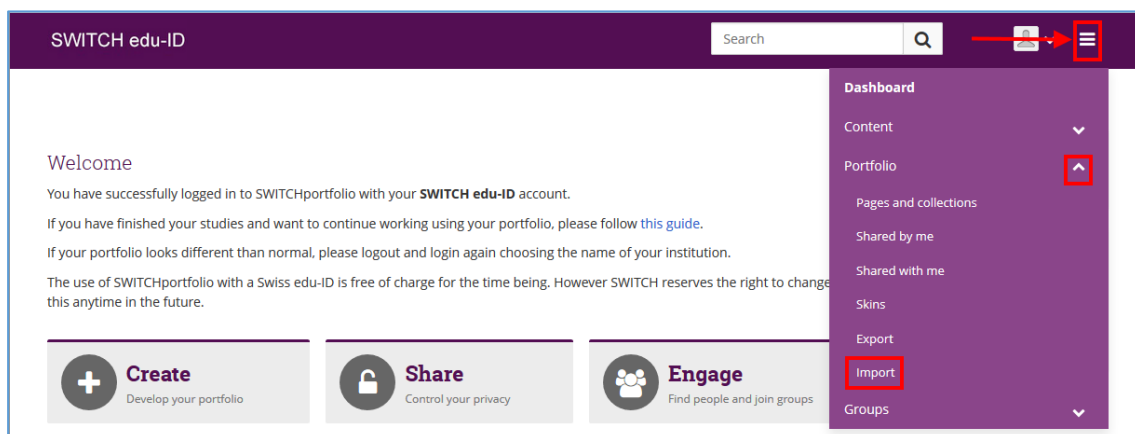 SWITCH edu-ID
Search
Dashboard
Content
Portfolio
Pages and collections
Shared by me
Shared with me
Skins
Export
Import
Groups
Welcome
You have successfully logged in to SWITCHportfolio with your SWITCH edu-ID account.
If you have finished your studies and want to continue working using your portfolio, please follow this guide.
If your portfolio looks different than normal, please logout and login again choosing the name of your institution.
The use of SWITCHportfolio with a Swiss edu-ID is free of charge for the time being. However SWITCH reserves the right to change
this anytime in the future.
Create
Develop your portfolio
Share
Control your privacy
Engage
Find people and join groups